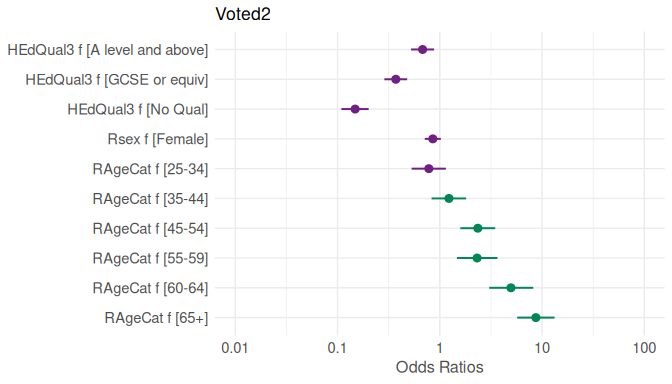 Voted2
HEdQual3 f [A level and above]
HEdQual3 f [GCSE or equiv]
HEdQual3 f [No Qual]
Rsex f [Female]
RAgeCat f [25-34]
RAgeCat f [35-44]
RAgeCat f [45-54]
RAgeCat f [55-59]
RAgeCat f [60-64]
RAgeCat f [65+]
0.01 0.1 1 10 100
Odds Ratios